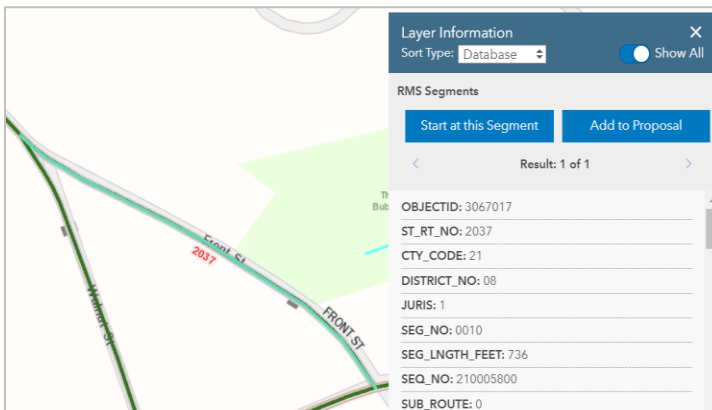 Layer Information
Sort Type: Database
Show All
RMS Segments
Start at this Segment
Add to Proposal
Result: 1 of 1
OBJECTID: 3067017
ST_RT_NO: 2037
CTY_CODE: 21
DISTRICT_NO: 08
JURIS: 1
SEG_NO: 0010
SEG_LNGTH_FEET: 736
SEQ_NO: 210005800
SUB_ROUTE: 0
Th
Bub
Front St
2037
FRONT ST
Walnut St